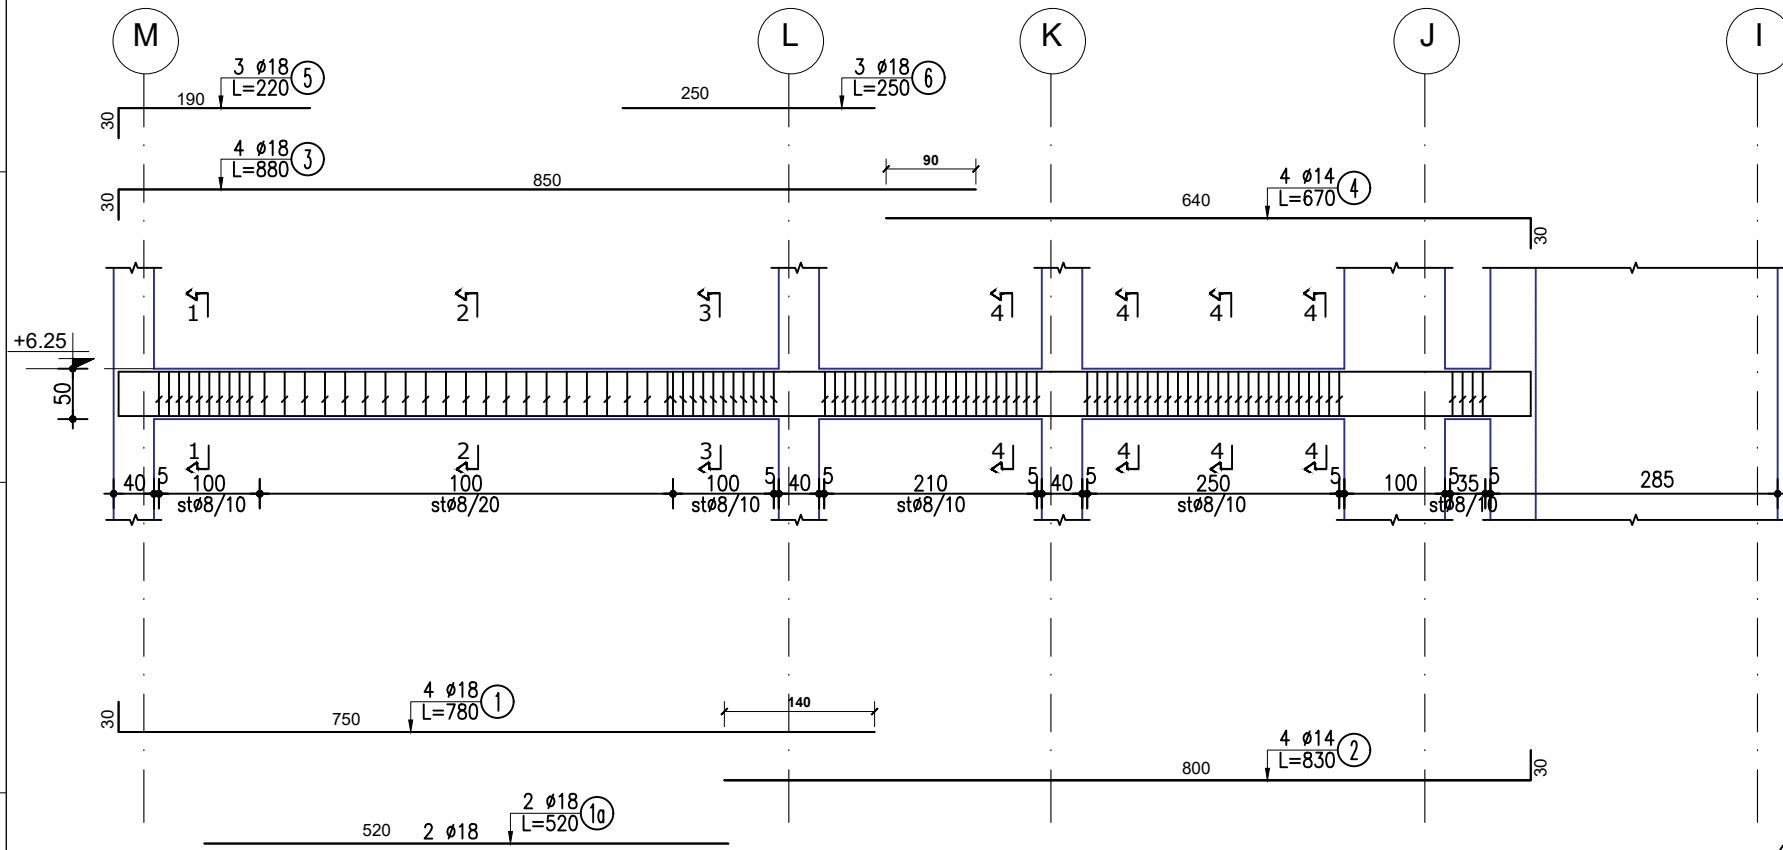 M L K J I
3 ø18 5
L=220
190
30
250
3 ø18 6
L=250
4 ø18 3
L=880
850
30
90
4 ø14 4
L=670
640
30
1 2 3 4 4 4 4
+6.25
50
1 2 3 4 4 4 4
40 5 100 100 100 5 40 5 210 5 40 5 250 5 100 5 35 5 285
stø8/10 stø8/20 stø8/10 stø8/10 stø8/10 stø8/10
4 ø18 1
L=780
750
30
140
4 ø14 2
L=830
800
30
2 ø18 1a
L=520
520 2 ø18